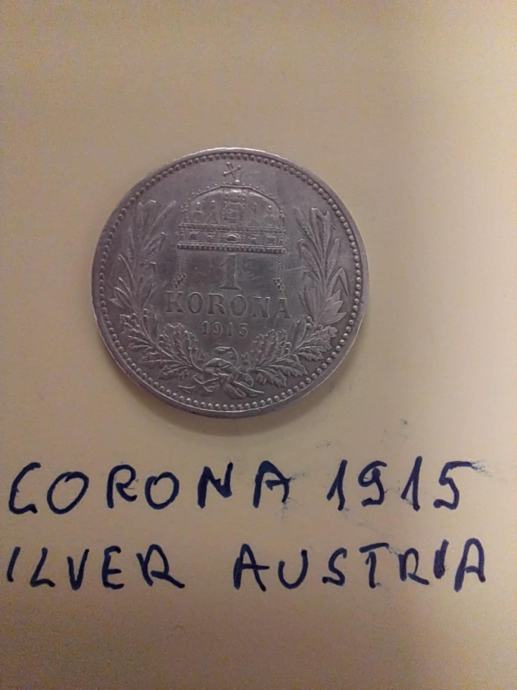 1
KORONA
1915
CORONA 1915
ILVER AUSTRIA